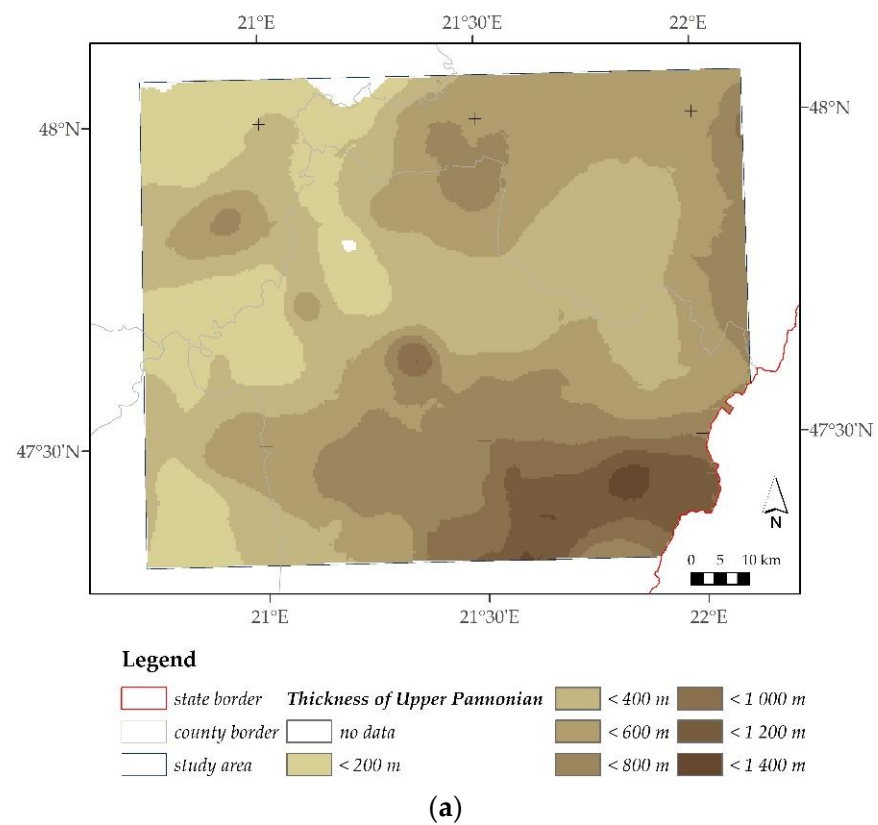 21°E 21°30'E 22°E
48°N 48°N
47°30'N 47°30'N
N
0 5 10 km
21°E 21°30'E 22°E
Legend
state border Thickness of Upper Pannonian < 400 m < 1 000 m
county border no data < 600 m < 1 200 m
study area < 200 m < 800 m < 1 400 m
(a)